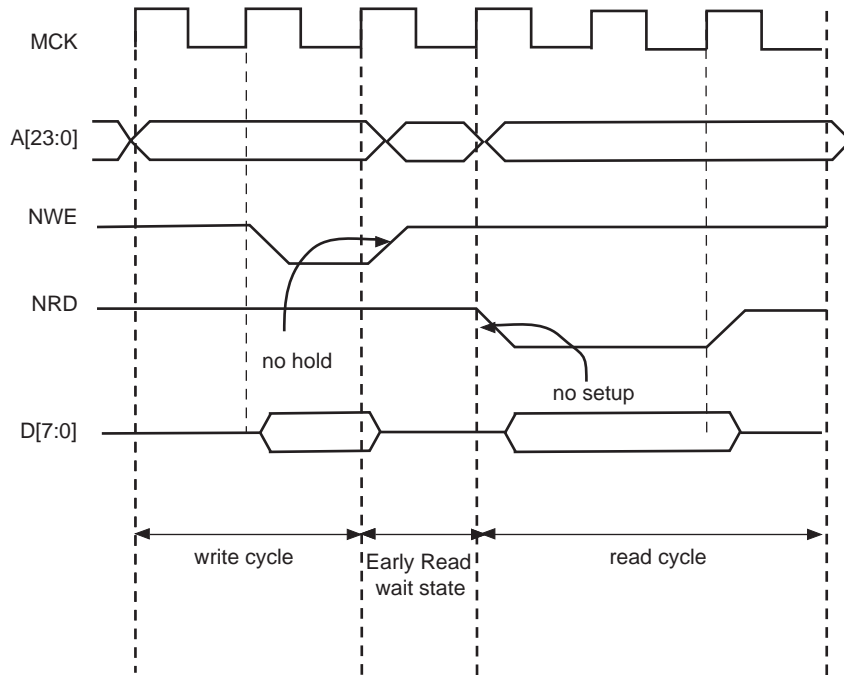 MCK
A[23:0]
NWE
NRD
no hold
no setup
D[7:0]
write cycle
Early Read
wait state
read cycle